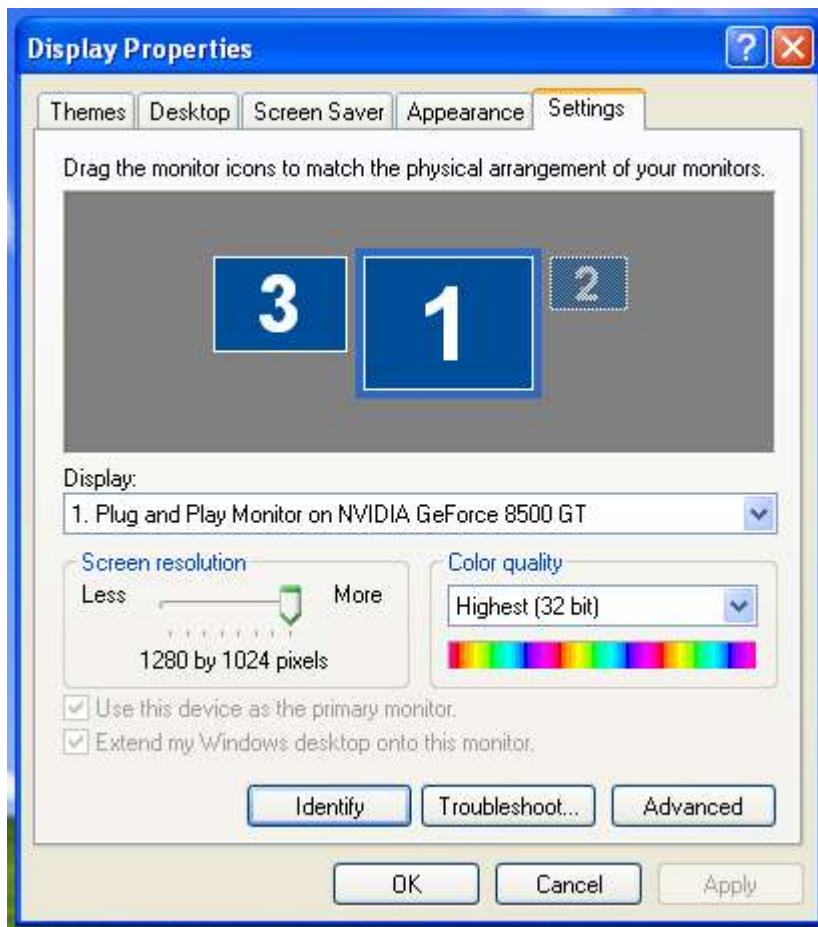 Display Properties
Themes Desktop Screen Saver Appearance Settings
Drag the monitor icons to match the physical arrangement of your monitors.
3 1 2
Display:
1. Plug and Play Monitor on NVIDIA GeForce 8500 GT
Screen resolution
Less More
1280 by 1024 pixels
Color quality
Highest (32 bit)
Use this device as the primary monitor.
Extend my Windows desktop onto this monitor.
Identify Troubleshoot... Advanced
OK Cancel Apply